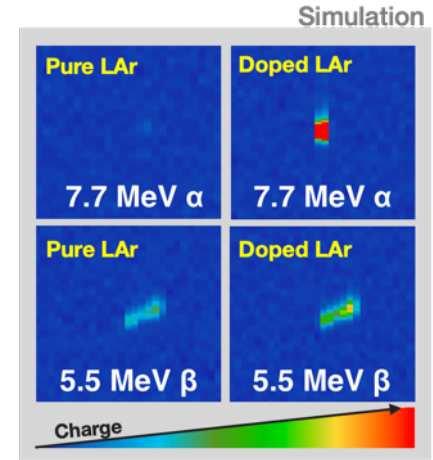 Simulation
Pure LAr
Doped LAr
7.7 MeV α
7.7 MeV α
Pure LAr
Doped LAr
5.5 MeV β
5.5 MeV β
Charge